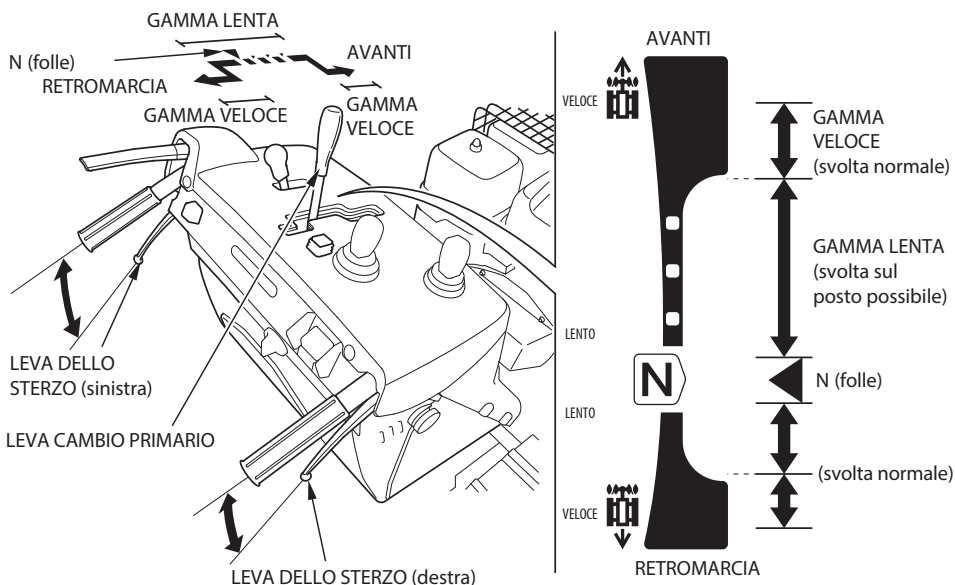 GAMMA LENTA
N (folle)
AVANTI
RETROMARCIA
GAMMA VELOCE
GAMMA
VELOCE
LEVA DELLO
STERZO (sinistra)
LEVA CAMBIO PRIMARIO
LEVA DELLO STERZO (destra)
AVANTI
VELOCE
GAMMA
VELOCE
(svolta normale)
GAMMA LENTA
(svolta sul
posto possibile)
LENTO
N
N (folle)
LENTO
(svolta normale)
VELOCE
RETROMARCIA